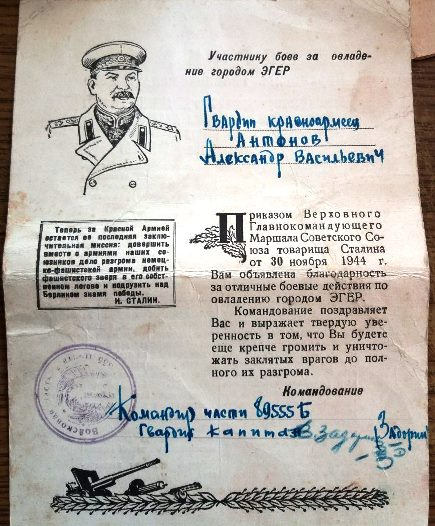 Участнику боев за овладе-
ние городом ЭГЕР
Гвардии красноармеец
Антонов
Александр Васильевич
Теперь за Красной Армией
остается ее последняя заклю-
чительная миссия: довершить
вместе с армиями наших со-
юзников дело разгрома немец-
ко-фашистской армии, добить
фашистского зверя в его собст-
венном логове и водрузить над
Берлином знамя победы.
И. СТАЛИН.
Приказом Верховного
Главнокомандующего
Маршала Советского Со-
юза товарища Сталина
от 30 ноября 1944 г.
Вам объявлена благодарность
за отличные боевые действия по
овладению городом ЭГЕР.
Командование поздравляет
Вас и выражает твердую уве-
ренность в том, что Вы будете
еще крепче громить и уничто-
жать заклятых врагов до пол-
ного их разгрома.
Командование
Командир части 89555 Б
Гвардии капитан